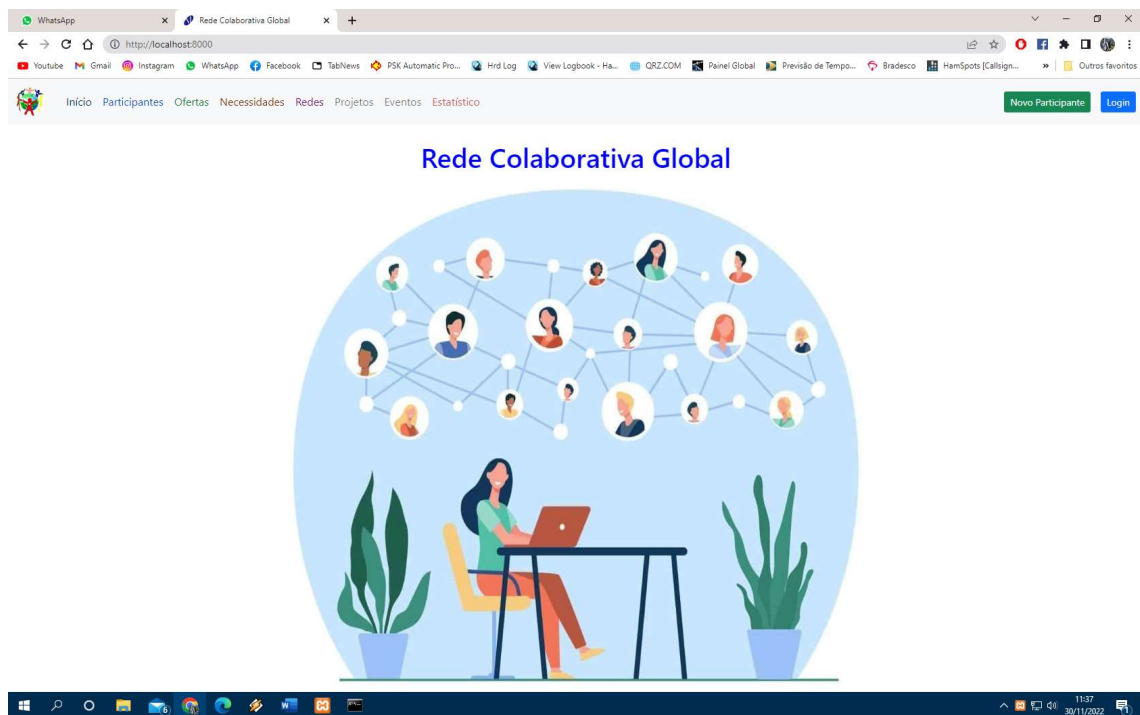 WhatsApp
Rede Colaborativa Global
http://localhost:8000
Youtube Gmail Instagram WhatsApp Facebook TabNews PSK Automatic Pro... Hrd Log View Logbook - Ha... QRZ.COM Painel Global Previsão de Tempo... Bradesco HamSpots [Callsign... » Outros favoritos
Início Participantes Ofertas Necessidades Redes Projetos Eventos Estatístico Novo Participante Login
Rede Colaborativa Global
11:37
30/11/2022